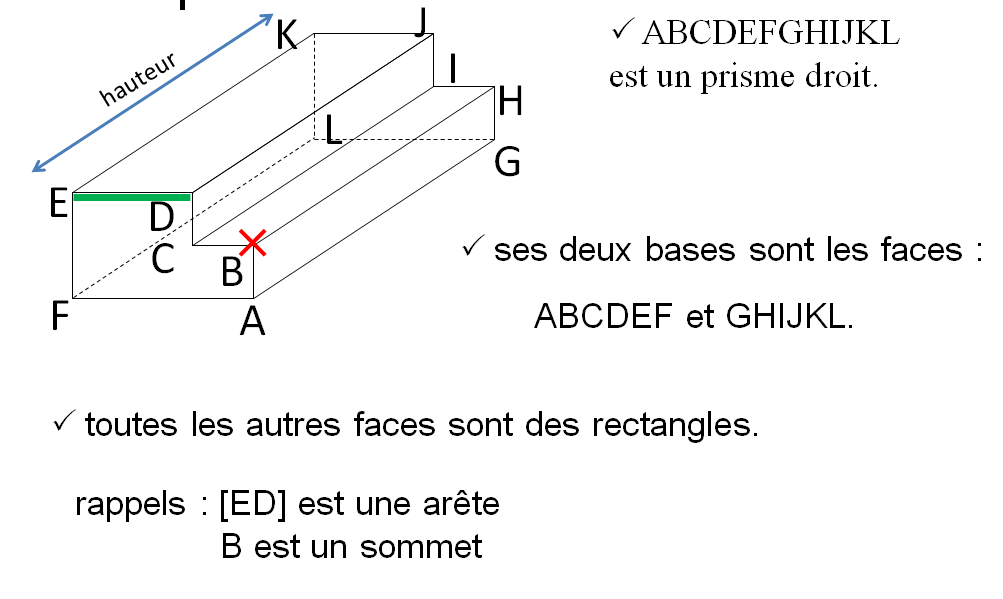 K
J
hauteur
I
H
L
G
E
D
C
B
F
A
✓ ABCDEFGHIJKL
est un prisme droit.
✓ ses deux bases sont les faces :
ABCDEF et GHIJKL.
✓ toutes les autres faces sont des rectangles.
rappels : [ED] est une arête
B est un sommet